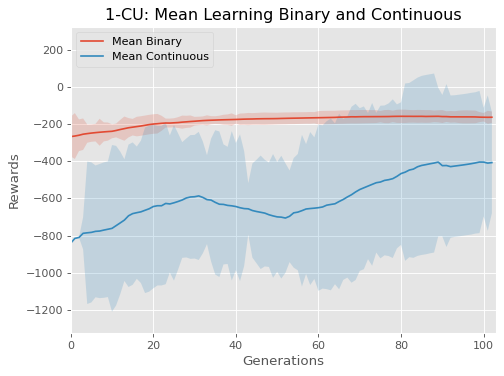 1-CU: Mean Learning Binary and Continuous
Mean Binary
Mean Continuous
200
0
−200
−400
−600
−800
−1000
−1200
Rewards
0 20 40 60 80 100
Generations